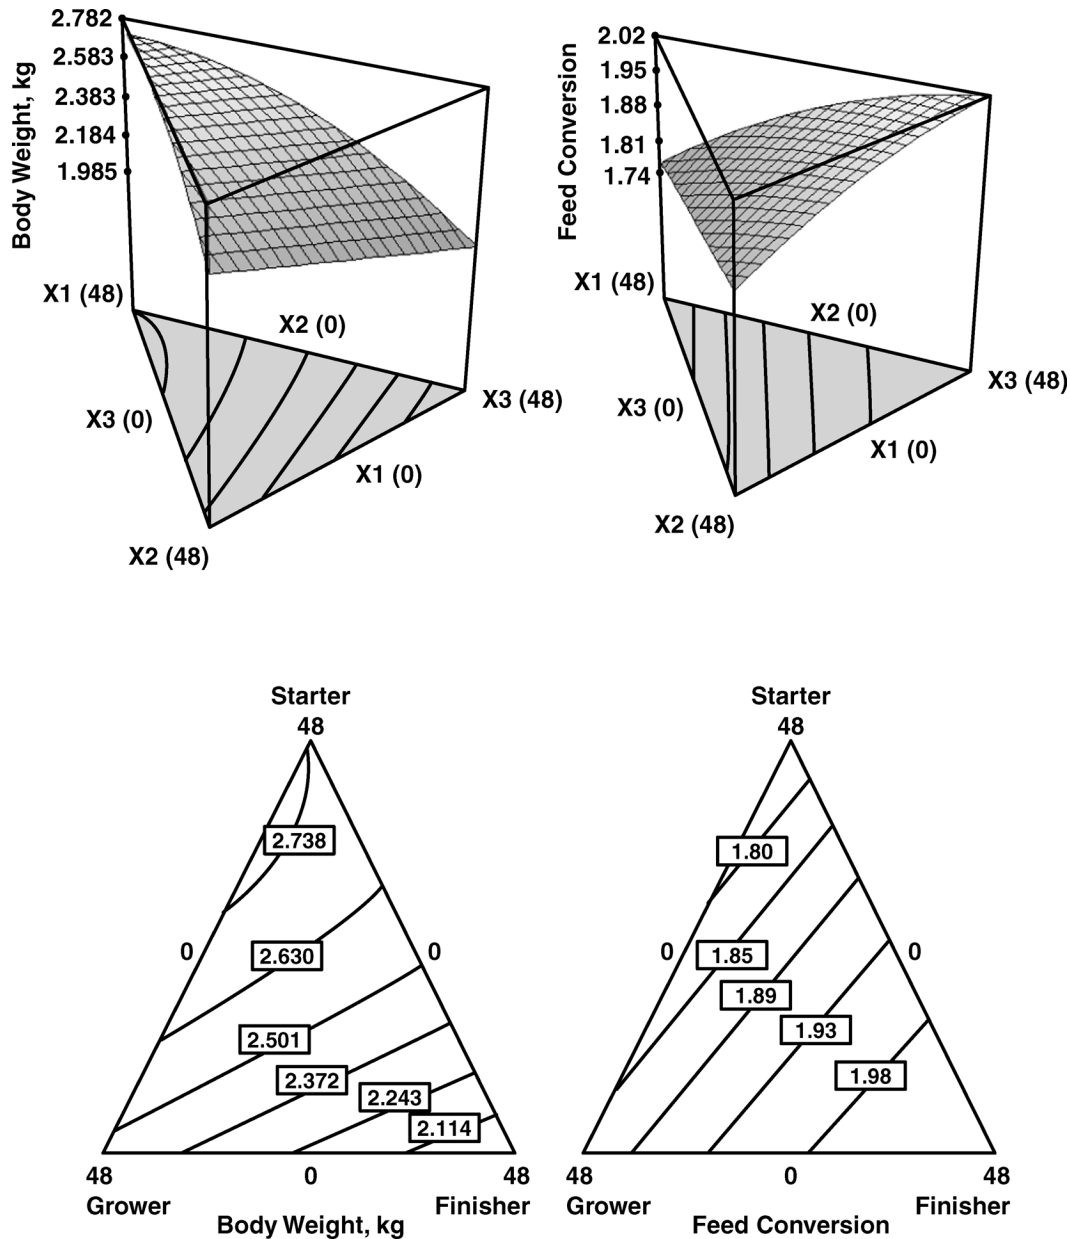 2.782
2.583
2.383
2.184
1.985
Body Weight, kg
X1 (48)
X2 (0)
X3 (0)
X3 (48)
X1 (0)
X2 (48)
2.02
1.95
1.88
1.81
1.74
Feed Conversion
X1 (48)
X2 (0)
X3 (0)
X3 (48)
X1 (0)
X2 (48)
Starter
48
2.738
0
0
2.630
2.501
2.372
2.243
2.114
48
0
48
Grower
Finisher
Body Weight, kg
Starter
48
1.80
0
0
1.85
1.89
1.93
1.98
48
0
48
Grower
Finisher
Feed Conversion